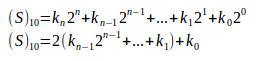 (S)₁₀=kₙ2ⁿ+kₙ₋₁2ⁿ⁻¹+...+k₁2¹+k₀2⁰
(S)₁₀=2(kₙ₋₁2ⁿ⁻¹+...+k₁)+k₀